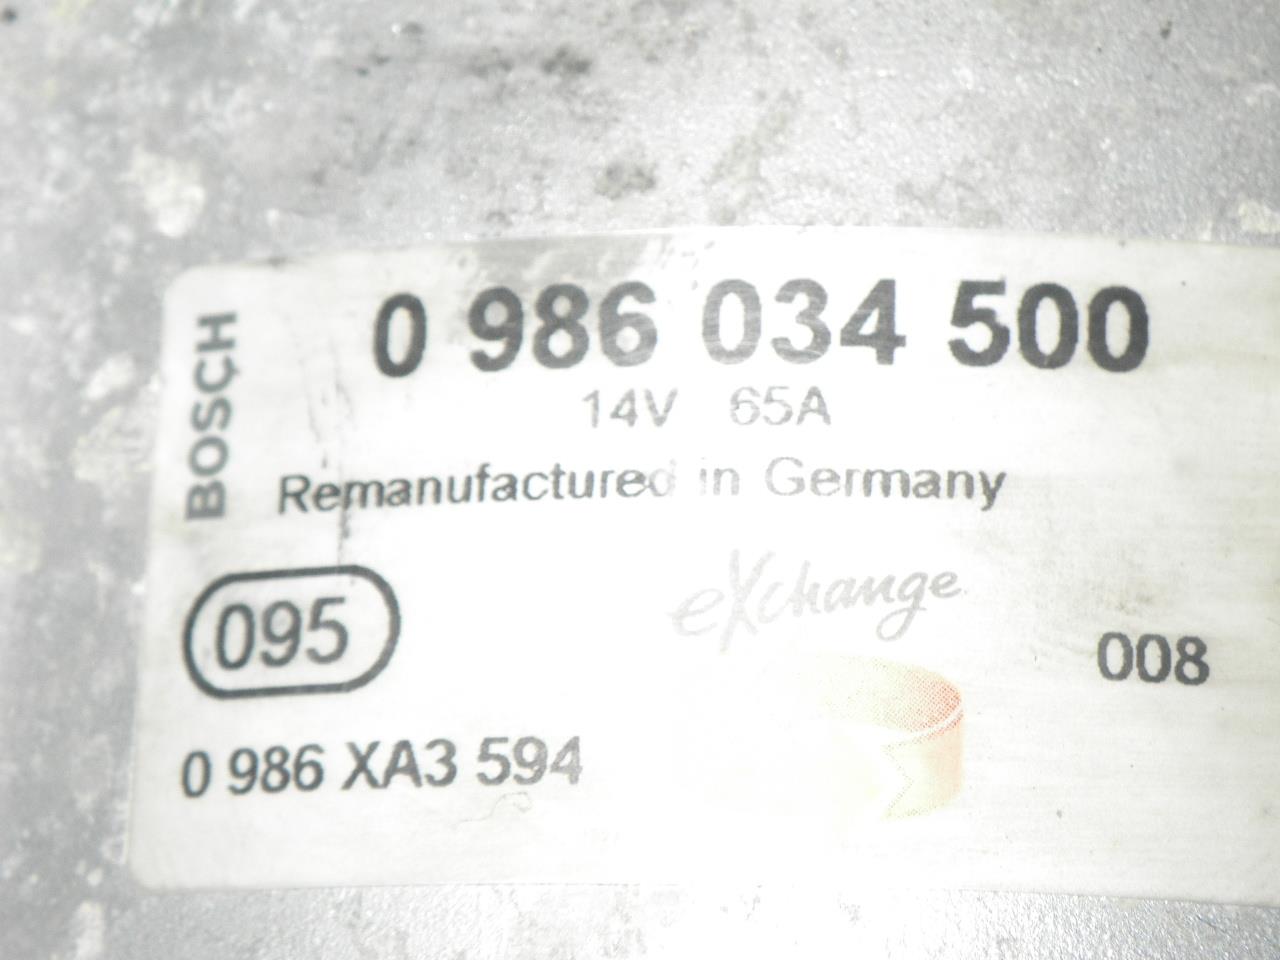 BOSCH
0 986 034 500
14V 65A
Remanufactured in Germany
eXchange
095
008
0 986 XA3 594